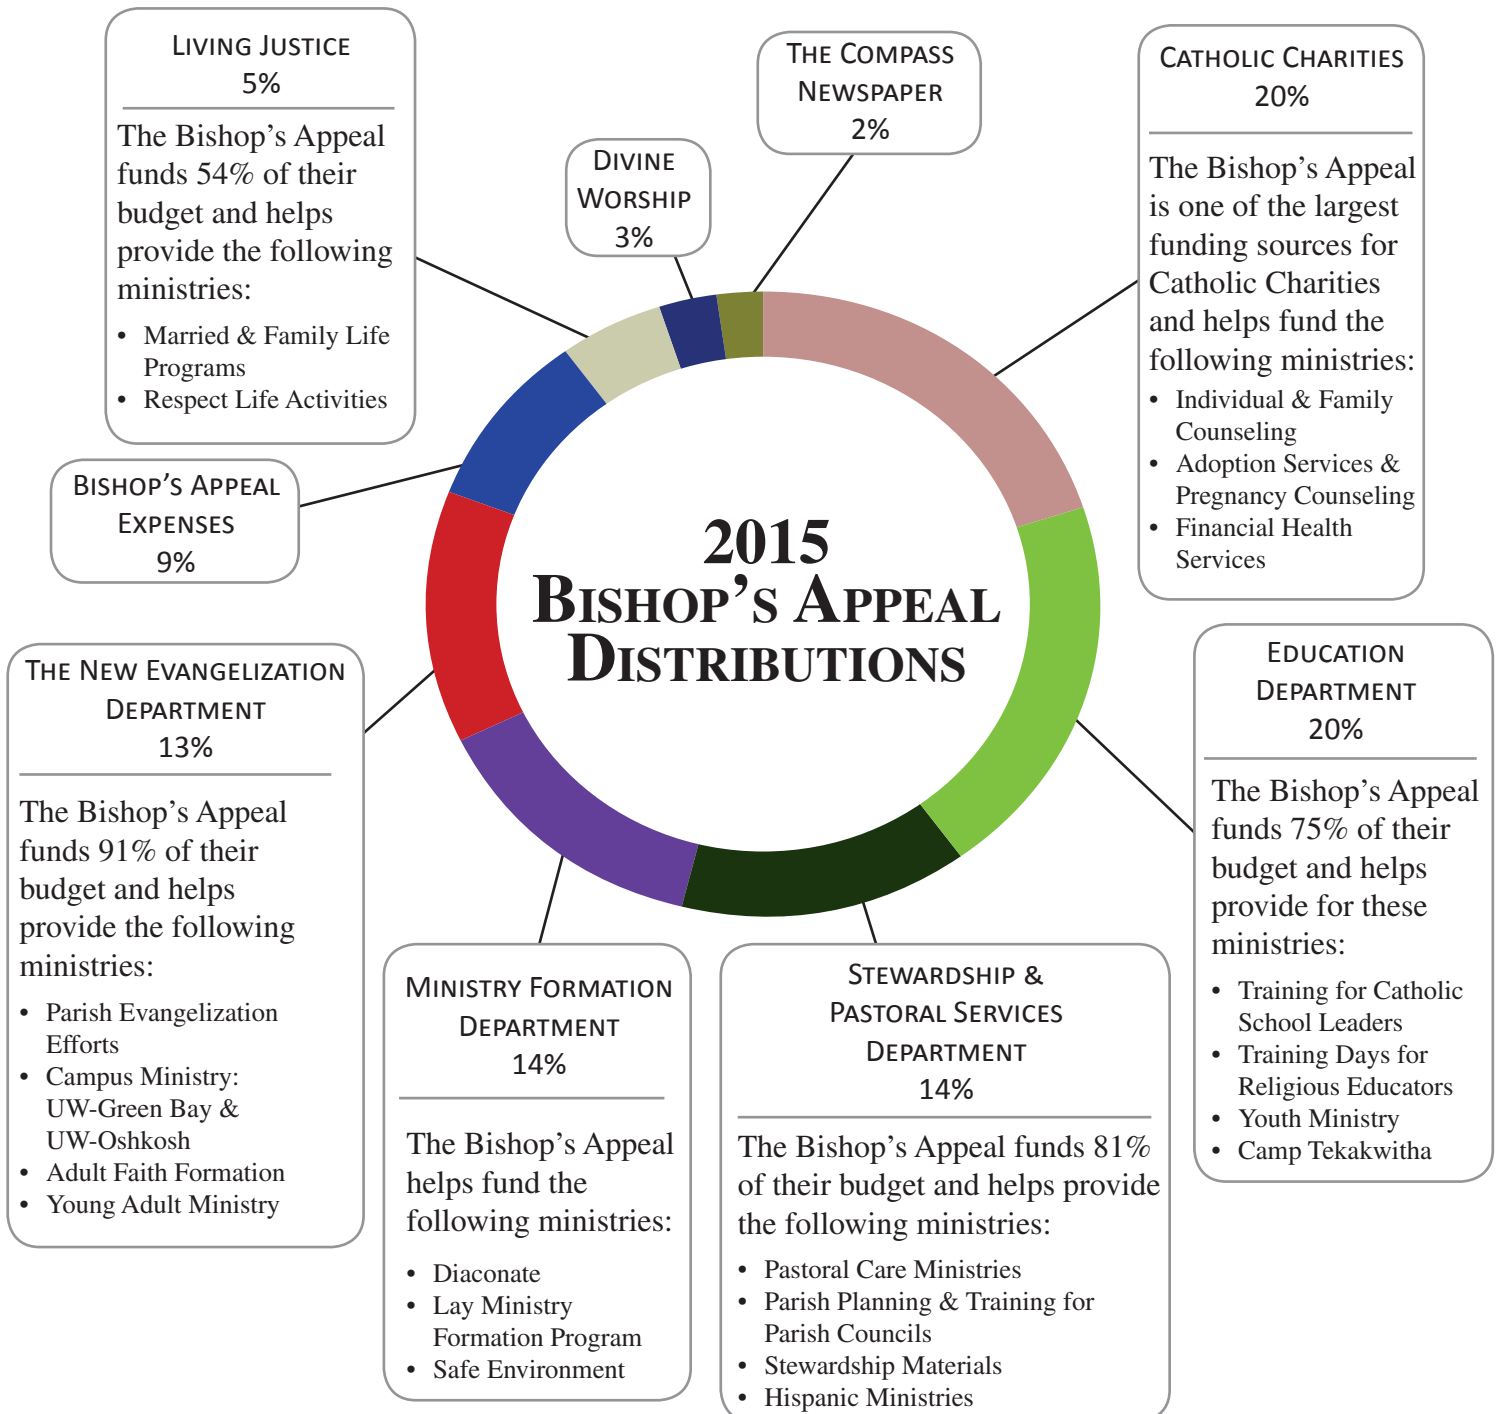 2015
BISHOP'S APPEAL
DISTRIBUTIONS
LIVING JUSTICE
5%
The Bishop's Appeal
funds 54% of their
budget and helps
provide the following
ministries:
• Married & Family Life
Programs
• Respect Life Activities
DIVINE
WORSHIP
3%
THE COMPASS
NEWSPAPER
2%
CATHOLIC CHARITIES
20%
The Bishop's Appeal
is one of the largest
funding sources for
Catholic Charities
and helps fund the
following ministries:
• Individual & Family
Counseling
• Adoption Services &
Pregnancy Counseling
• Financial Health
Services
BISHOP'S APPEAL
EXPENSES
9%
THE NEW EVANGELIZATION
DEPARTMENT
13%
The Bishop's Appeal
funds 91% of their
budget and helps
provide the following
ministries:
• Parish Evangelization
Efforts
• Campus Ministry:
UW-Green Bay &
UW-Oshkosh
• Adult Faith Formation
• Young Adult Ministry
MINISTRY FORMATION
DEPARTMENT
14%
The Bishop's Appeal
helps fund the
following ministries:
• Diaconate
• Lay Ministry
Formation Program
• Safe Environment
STEWARDSHIP &
PASTORAL SERVICES
DEPARTMENT
14%
The Bishop's Appeal funds 81%
of their budget and helps provide
the following ministries:
• Pastoral Care Ministries
• Parish Planning & Training for
Parish Councils
• Stewardship Materials
• Hispanic Ministries
EDUCATION
DEPARTMENT
20%
The Bishop's Appeal
funds 75% of their
budget and helps
provide for these
ministries:
• Training for Catholic
School Leaders
• Training Days for
Religious Educators
• Youth Ministry
• Camp Tekakwitha